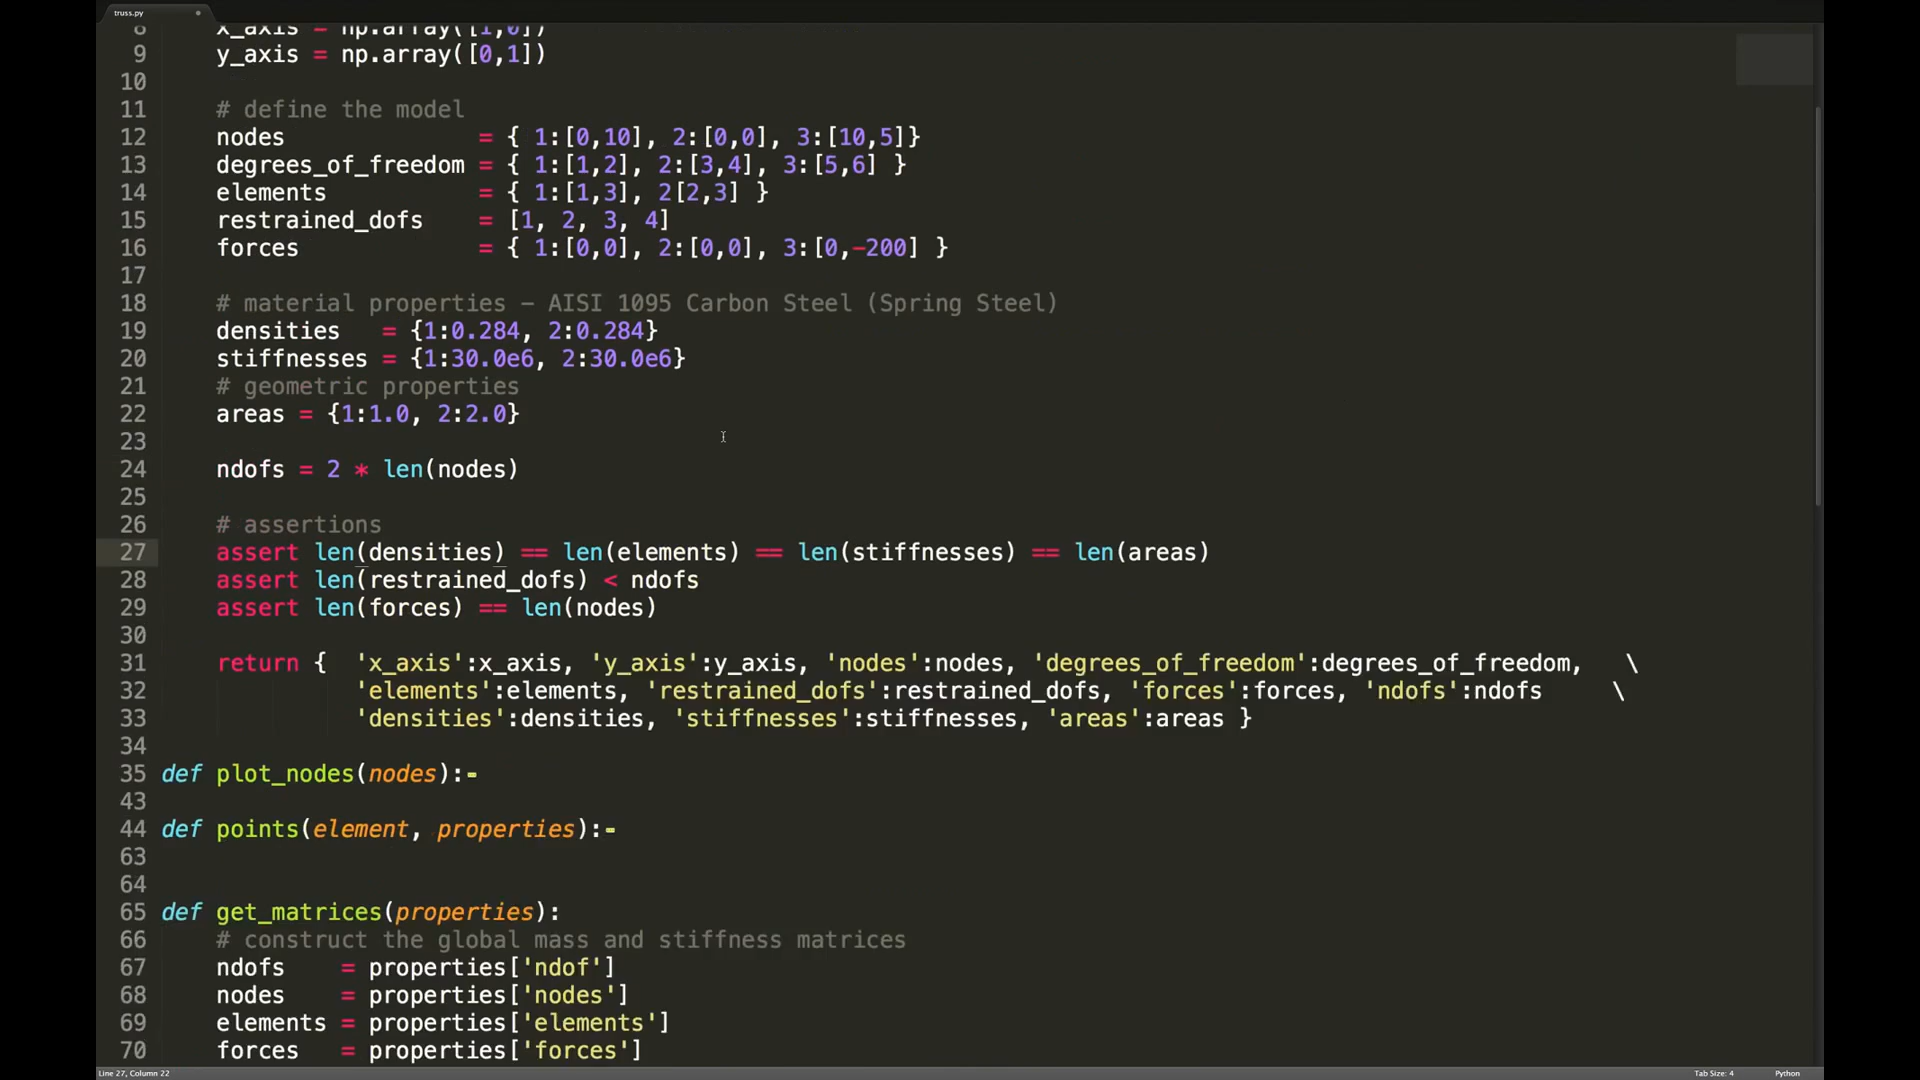 truss.py
8 x_axis = np.array([1,0])
9 y_axis = np.array([0,1])
10
11 # define the model
12 nodes = { 1:[0,10], 2:[0,0], 3:[10,5]}
13 degrees_of_freedom = { 1:[1,2], 2:[3,4], 3:[5,6] }
14 elements = { 1:[1,3], 2[2,3] }
15 restrained_dofs = [1, 2, 3, 4]
16 forces = { 1:[0,0], 2:[0,0], 3:[0,-200] }
17
18 # material properties - AISI 1095 Carbon Steel (Spring Steel)
19 densities = {1:0.284, 2:0.284}
20 stiffnesses = {1:30.0e6, 2:30.0e6}
21 # geometric properties
22 areas = {1:1.0, 2:2.0}
23
24 ndofs = 2 * len(nodes)
25
26 # assertions
27 assert len(densities) == len(elements) == len(stiffnesses) == len(areas)
28 assert len(restrained_dofs) < ndofs
29 assert len(forces) == len(nodes)
30
31 return { 'x_axis':x_axis, 'y_axis':y_axis, 'nodes':nodes, 'degrees_of_freedom':degrees_of_freedom, \
32 'elements':elements, 'restrained_dofs':restrained_dofs, 'forces':forces, 'ndofs':ndofs \
33 'densities':densities, 'stiffnesses':stiffnesses, 'areas':areas }
34
35 def plot_nodes(nodes):
43
44 def points(element, properties):
63
64
65 def get_matrices(properties):
66 # construct the global mass and stiffness matrices
67 ndofs = properties['ndof']
68 nodes = properties['nodes']
69 elements = properties['elements']
70 forces = properties['forces']
Line 27, Column 22 Tab Size: 4 Python